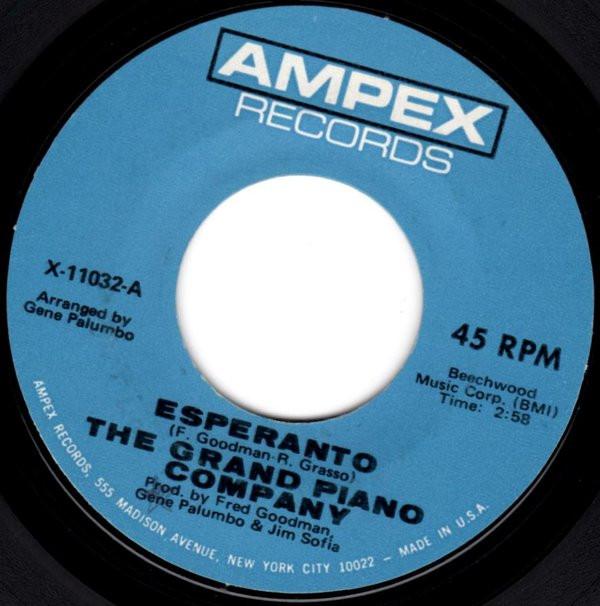 AMPEX
RECORDS
X-11032-A
Arranged by
Gene Palumbo
45 RPM
Beechwood
Music Corp. (BMI)
Time: 2:58
ESPERANTO
(F. Goodman-R. Grasso)
THE GRAND PIANO
COMPANY
Prod. by Fred Goodman,
Gene Palumbo & Jim Sofia
AMPEX RECORDS, 555 MADISON AVENUE, NEW YORK CITY 10022 – MADE IN U.S.A.